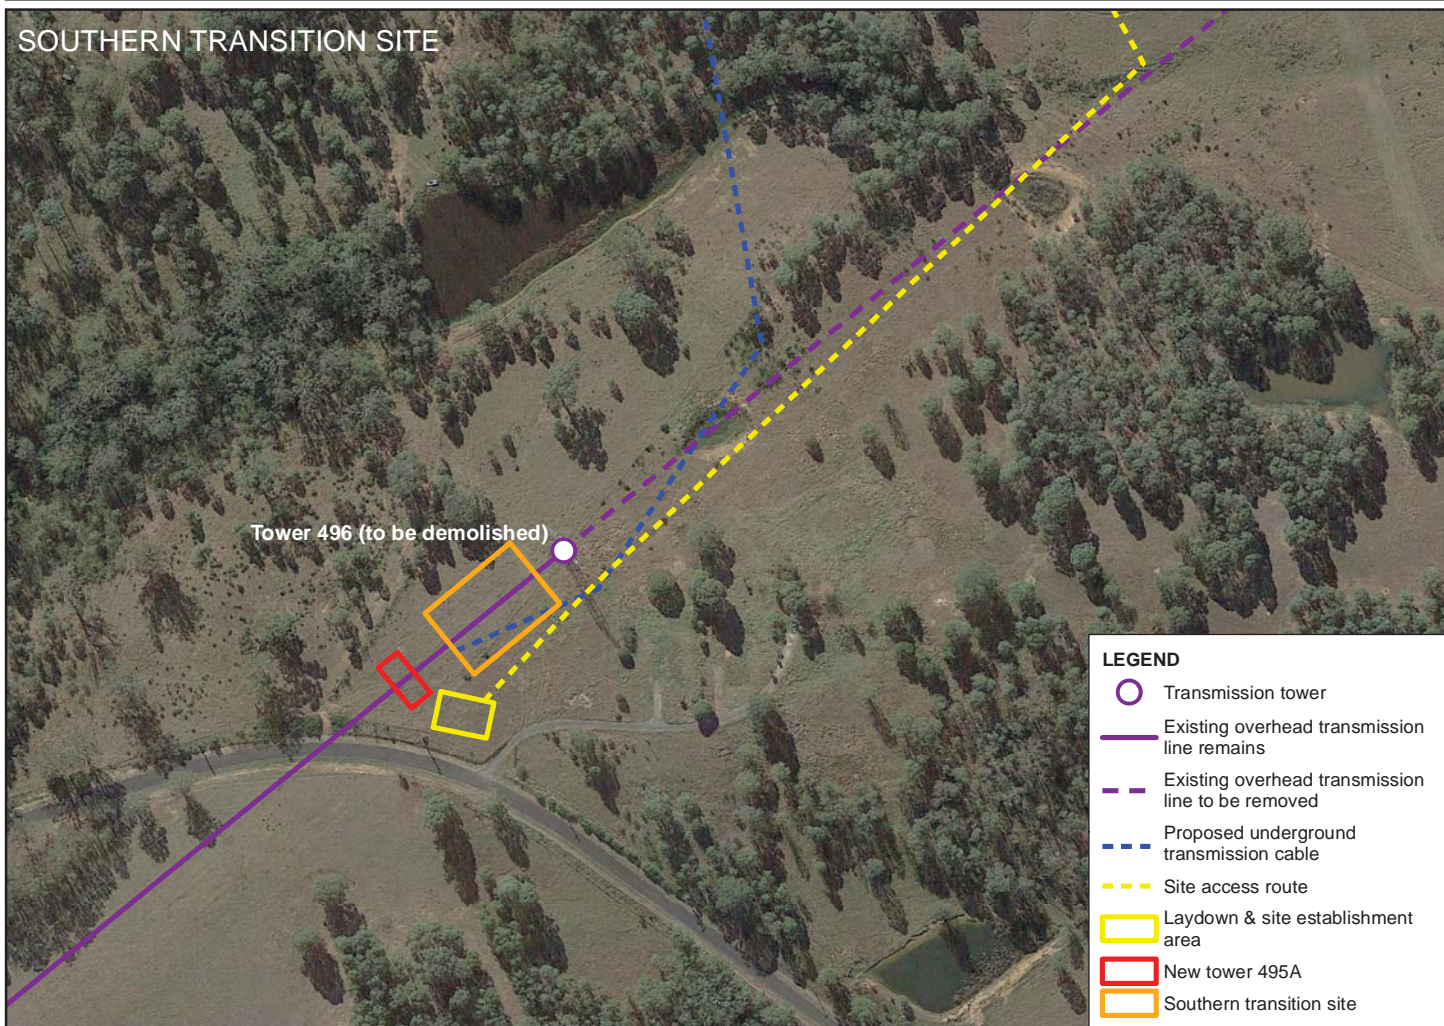 SOUTHERN TRANSITION SITE
Tower 496 (to be demolished)
LEGEND
Transmission tower
Existing overhead transmission
line remains
Existing overhead transmission
line to be removed
Proposed underground
transmission cable
Site access route
Laydown & site establishment
area
New tower 495A
Southern transition site